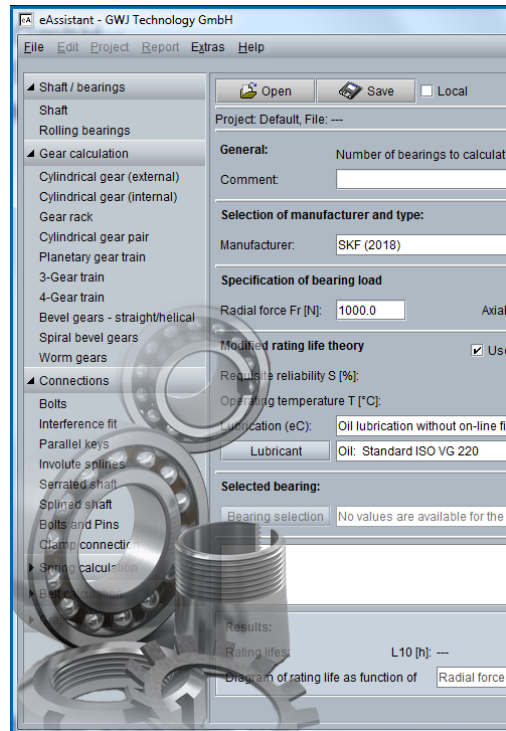 eA eAssistant - GWJ Technology GmbH
File Edit Project Report Extras Help
Shaft / bearings
Shaft
Rolling bearings
Gear calculation
Cylindrical gear (external)
Cylindrical gear (internal)
Gear rack
Cylindrical gear pair
Planetary gear train
3-Gear train
4-Gear train
Bevel gears - straight/helical
Spiral bevel gears
Worm gears
Connections
Bolts
Interference fit
Parallel keys
Involute splines
Serrated shaft
Splined shaft
Bolts and Pins
Clamp connection
Spring calculation
Belt calculation
Open Save Local
Project: Default, File: ---
General: Number of bearings to calculat
Comment:
Selection of manufacturer and type:
Manufacturer: SKF (2018)
Specification of bearing load
Radial force Fr [N]: 1000.0 Axial
Modified rating life theory Use
Requisite reliability S [%]:
Operating temperature T [°C]:
Lubrication (eC): Oil lubrication without on-line fi
Lubricant Oil: Standard ISO VG 220
Selected bearing:
Bearing selection No values are available for the
Results:
Rating lifes: L10 [h]: ---
Diagram of rating life as function of Radial force